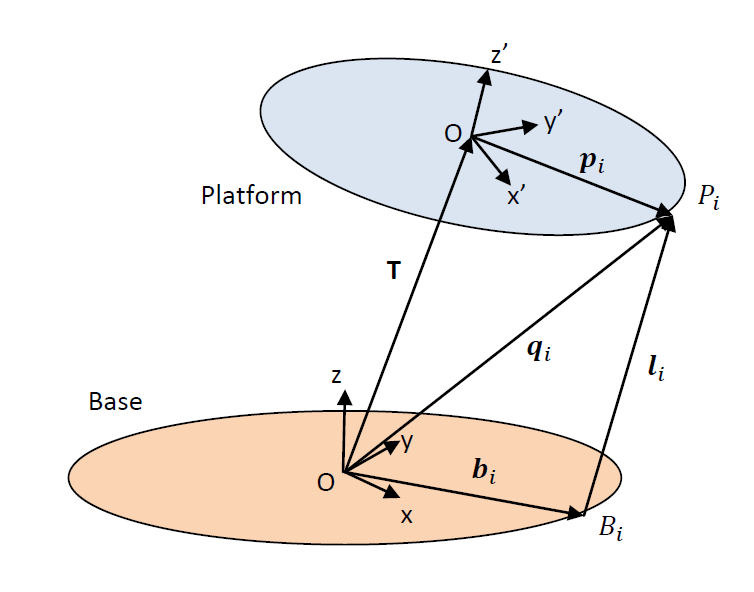 z’
O
y’
p_i
x’
P_i
Platform
T
q_i
l_i
z
Base
y
b_i
O
x
B_i